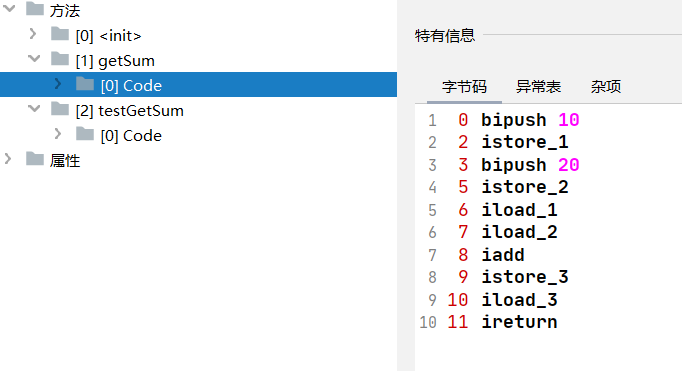 方法
[0] <init>
[1] getSum
[0] Code
[2] testGetSum
[0] Code
属性
特有信息
字节码 异常表 杂项
1 0 bipush 10
2 2 istore_1
3 3 bipush 20
4 5 istore_2
5 6 iload_1
6 7 iload_2
7 8 iadd
8 9 istore_3
9 10 iload_3
10 11 ireturn